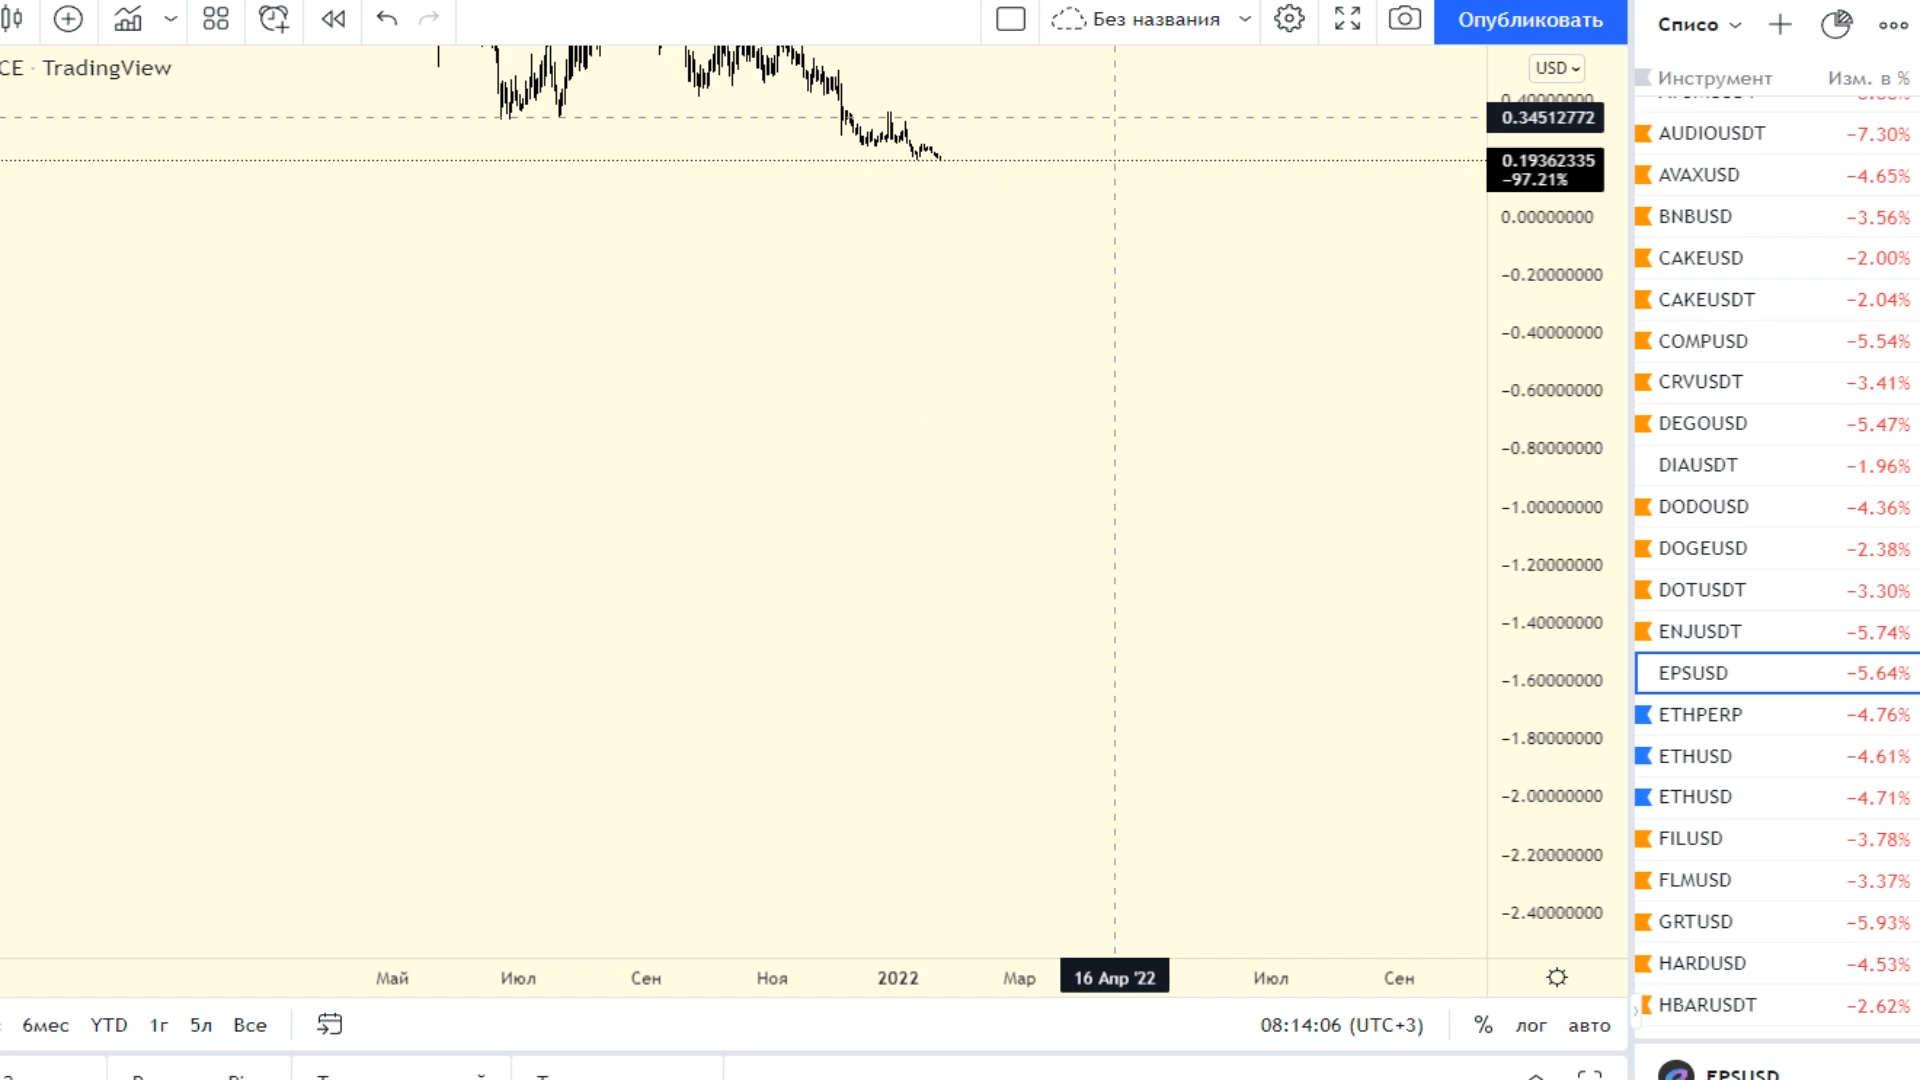 Без названия
Опубликовать
Списо
CE · TradingView
USD
Инструмент Изм. в %
0.40000000
0.34512772
0.19362335
−97.21%
0.00000000
−0.20000000
−0.40000000
−0.60000000
−0.80000000
−1.00000000
−1.20000000
−1.40000000
−1.60000000
−1.80000000
−2.00000000
−2.20000000
−2.40000000
AUDIOUSDT −7.30%
AVAXUSD −4.65%
BNBUSD −3.56%
CAKEUSD −2.00%
CAKEUSDT −2.04%
COMPUSD −5.54%
CRVUSDT −3.41%
DEGOUSD −5.47%
DIAUSDT −1.96%
DODOUSD −4.36%
DOGEUSD −2.38%
DOTUSDT −3.30%
ENJUSDT −5.74%
EPSUSD −5.64%
ETHPERP −4.76%
ETHUSD −4.61%
ETHUSD −4.71%
FILUSD −3.78%
FLMUSD −3.37%
GRTUSD −5.93%
HARDUSD −4.53%
HBARUSDT −2.62%
Май Июл Сен Ноя 2022 Мар 16 Апр '22 Июл Сен
6мес YTD 1г 5л Все 08:14:06 (UTC+3) % лог авто
EPSUSD